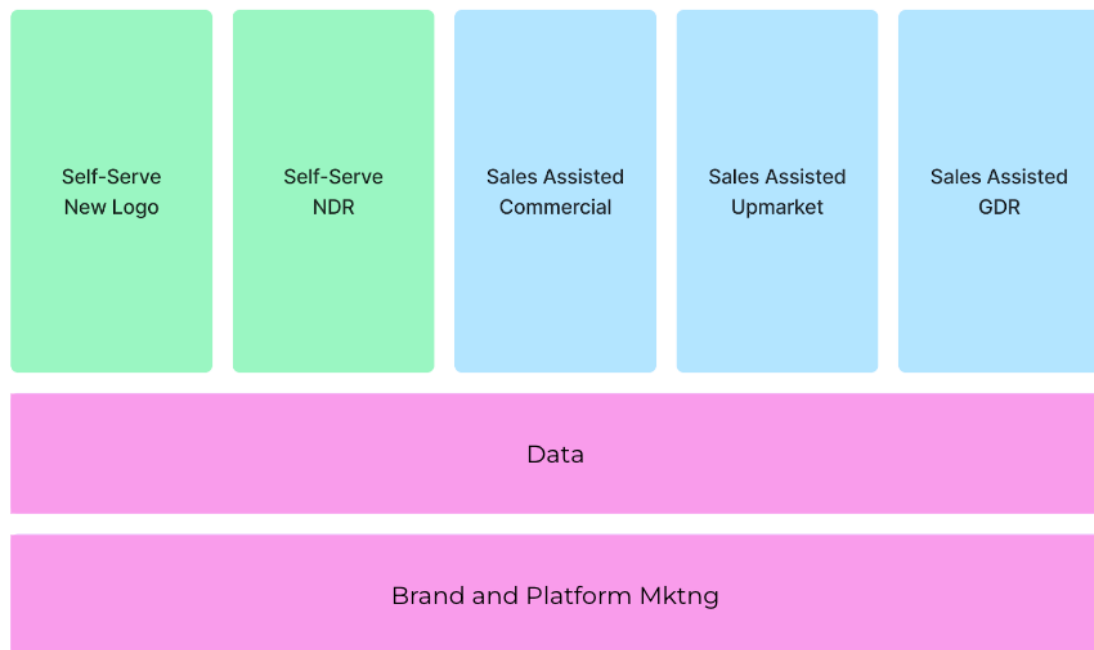 Self-Serve
New Logo
Self-Serve
NDR
Sales Assisted
Commercial
Sales Assisted
Upmarket
Sales Assisted
GDR
Data
Brand and Platform Mktng